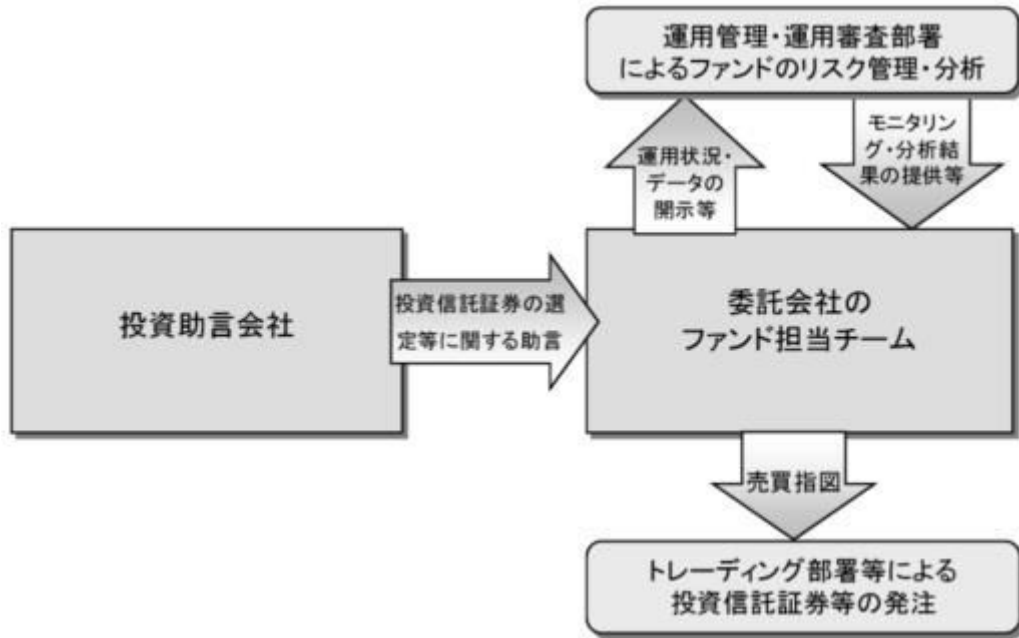 運用管理・運用審査部署
によるファンドのリスク管理・分析
運用状況・
データの
開示等
モニタリン
グ・分析結
果の提供等
投資助言会社
投資信託証券の選
定等に関する助言
委託会社の
ファンド担当チーム
売買指図
トレーディング部署等による
投資信託証券等の発注